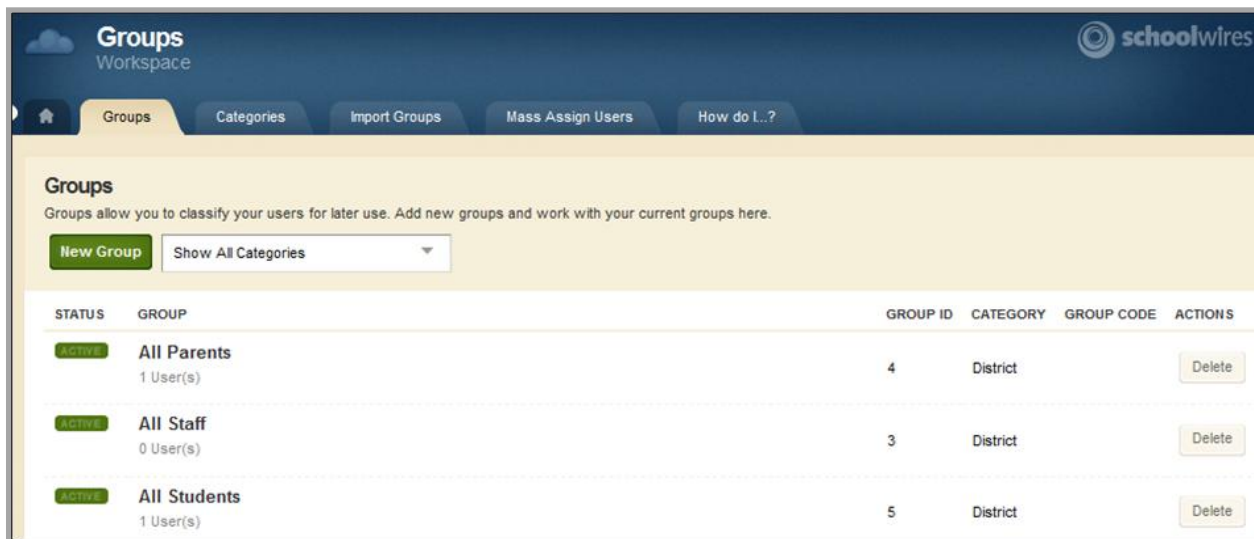 Groups
Workspace
schoolwires
Groups Categories Import Groups Mass Assign Users How do I...?
Groups
Groups allow you to classify your users for later use. Add new groups and work with your current groups here.
New Group Show All Categories
STATUS GROUP GROUP ID CATEGORY GROUP CODE ACTIONS
ACTIVE All Parents 4 District Delete
1 User(s)
ACTIVE All Staff 3 District Delete
0 User(s)
ACTIVE All Students 5 District Delete
1 User(s)